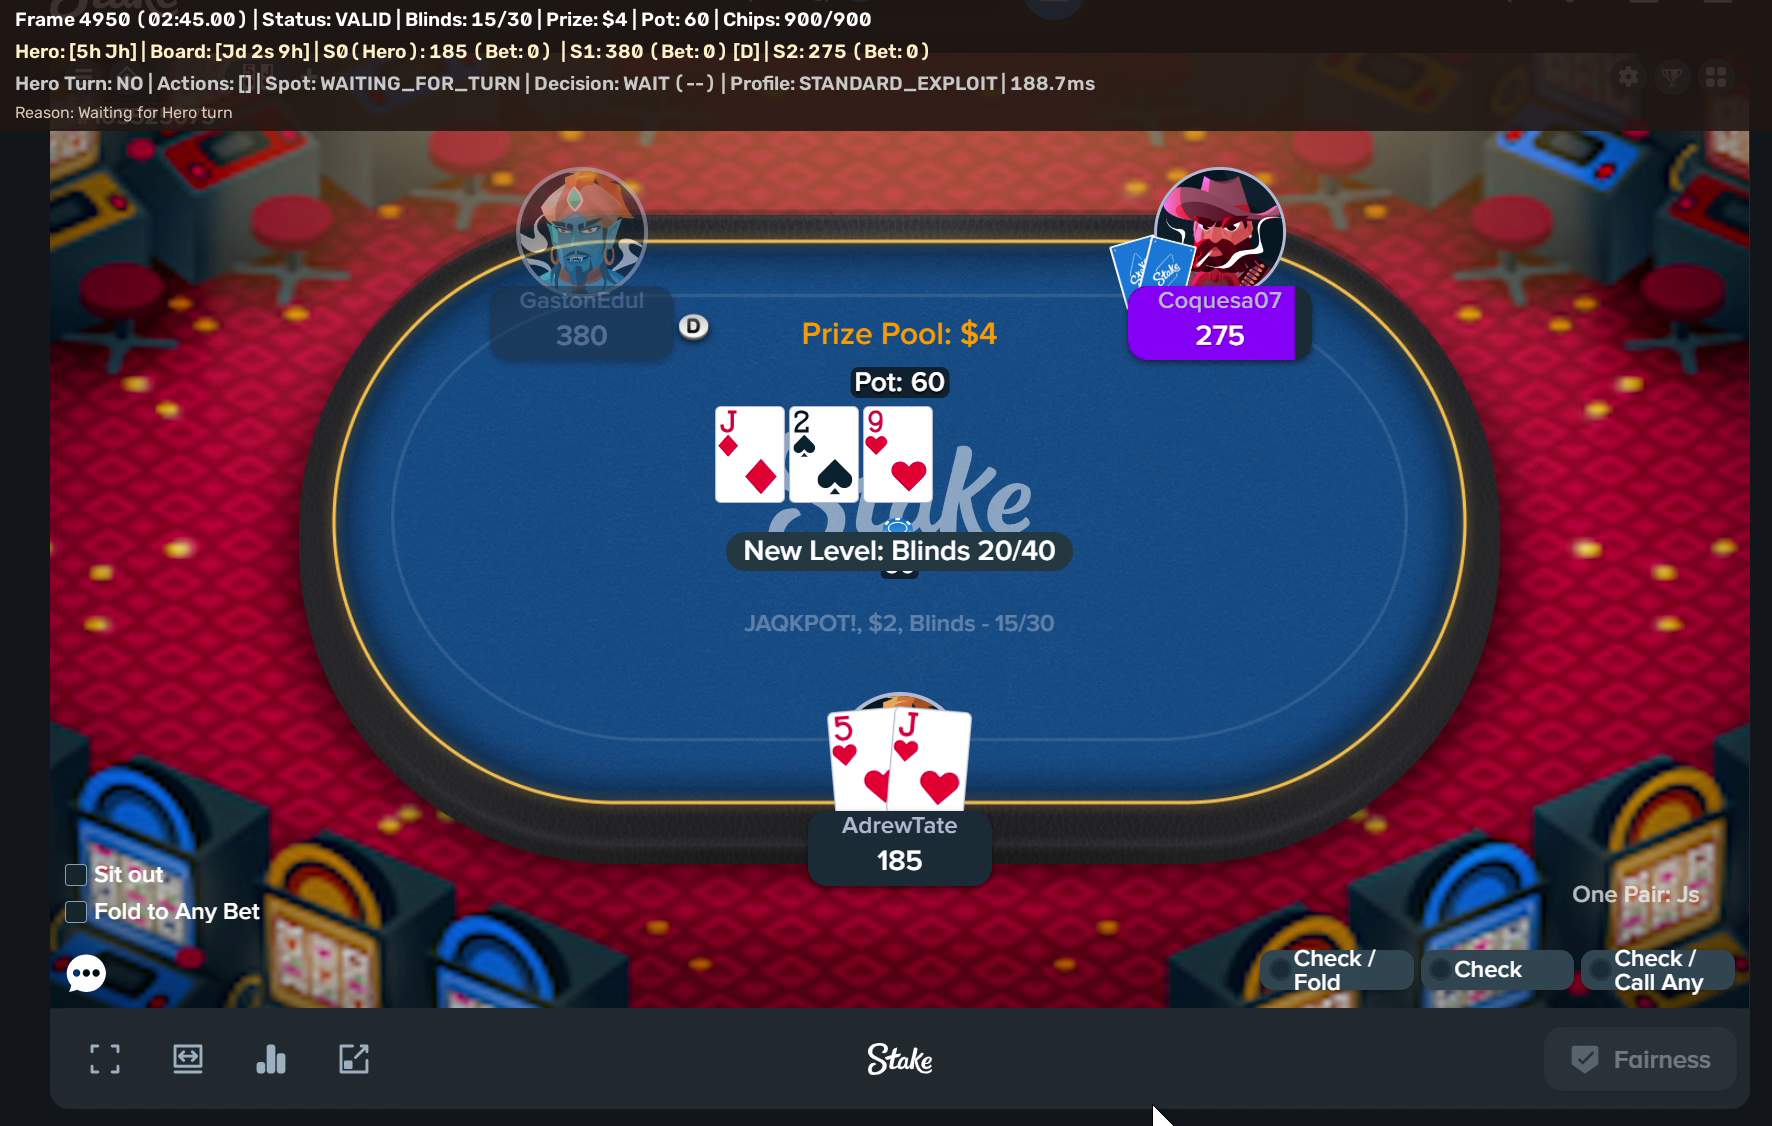 Frame 4950 (02:45.00) | Status: VALID | Blinds: 15/30 | Prize: $4 | Pot: 60 | Chips: 900/900
Hero: [5h Jh] | Board: [Jd 2s 9h] | S0(Hero): 185 (Bet: 0) | S1: 380 (Bet: 0) [D] | S2: 275 (Bet: 0)
Hero Turn: NO | Actions: [] | Spot: WAITING_FOR_TURN | Decision: WAIT (--) | Profile: STANDARD_EXPLOIT | 188.7ms
Reason: Waiting for Hero turn
Stake
Stake
GastonEdul
380
D
Coquesa07
275
Prize Pool: $4
Pot: 60
J
2
9
Stake
New Level: Blinds 20/40
JAQKPOT!, $2, Blinds - 15/30
5
J
AdrewTate
185
Sit out
Fold to Any Bet
One Pair: Js
Check /
Fold
Check
Check /
Call Any
Stake
Fairness